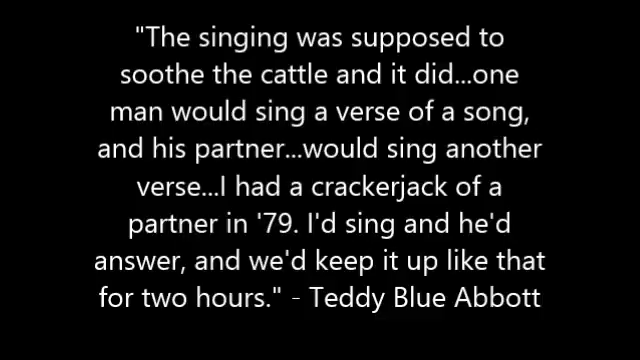 "The singing was supposed to
soothe the cattle and it did...one
man would sing a verse of a song,
and his partner...would sing another
verse...I had a crackerjack of a
partner in '79. I'd sing and he'd
answer, and we'd keep it up like that
for two hours." - Teddy Blue Abbott